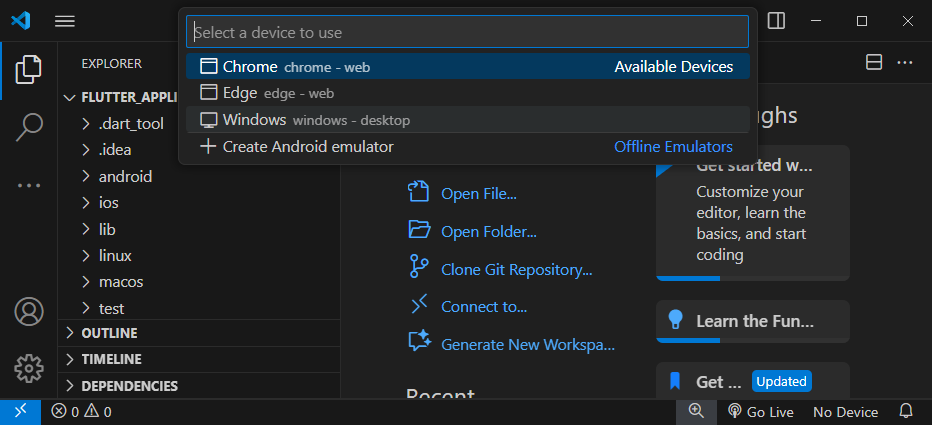 Select a device to use
Chrome chrome - web Available Devices
Edge edge - web
Windows windows - desktop
Create Android emulator Offline Emulators
EXPLORER
FLUTTER_APPLI
.dart_tool
.idea
android
ios
lib
linux
macos
test
OUTLINE
TIMELINE
DEPENDENCIES
Open File...
Open Folder...
Clone Git Repository...
Connect to...
Generate New Workspa...
Recent
Get started w...
Customize your
editor, learn the
basics, and start
coding
Learn the Fun...
Get ... Updated
0 0
Go Live
No Device